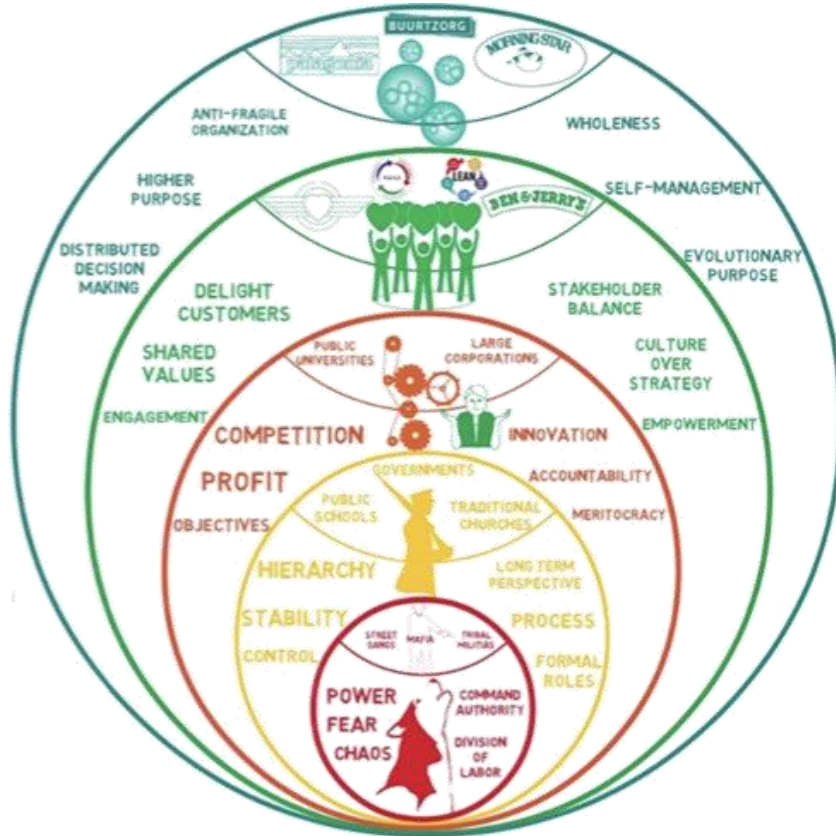 BUURTZORG
patagonia
MORNING STAR
ANTI-FRAGILE
ORGANIZATION
WHOLENESS
HIGHER
PURPOSE
SELF-MANAGEMENT
DISTRIBUTED
DECISION
MAKING
EVOLUTIONARY
PURPOSE
LEAN
BEN & JERRY'S
DELIGHT
CUSTOMERS
STAKEHOLDER
BALANCE
SHARED
VALUES
CULTURE
OVER
STRATEGY
ENGAGEMENT
EMPOWERMENT
PUBLIC
UNIVERSITIES
LARGE
CORPORATIONS
COMPETITION
INNOVATION
PROFIT
ACCOUNTABILITY
OBJECTIVES
MERITOCRACY
GOVERNMENTS
PUBLIC
SCHOOLS
TRADITIONAL
CHURCHES
HIERARCHY
LONG TERM
PERSPECTIVE
STABILITY
PROCESS
CONTROL
FORMAL
ROLES
STREET
GANGS
MAFIA
TRIBAL
MILITIAS
POWER
FEAR
CHAOS
COMMAND
AUTHORITY
DIVISION
OF
LABOR